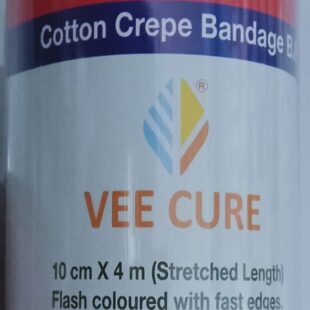 Cotton Crepe Bandage B.
®
VEE CURE
10 cm X 4 m (Stretched Length)
Flash coloured with fast edges.